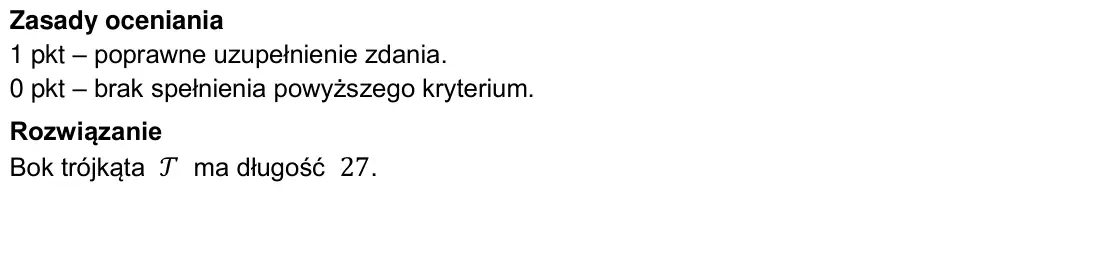 Zasady oceniania
1 pkt – poprawne uzupełnienie zdania.
0 pkt – brak spełnienia powyższego kryterium.
Rozwiązanie
Bok trójkąta 𝒯 ma długość 27.